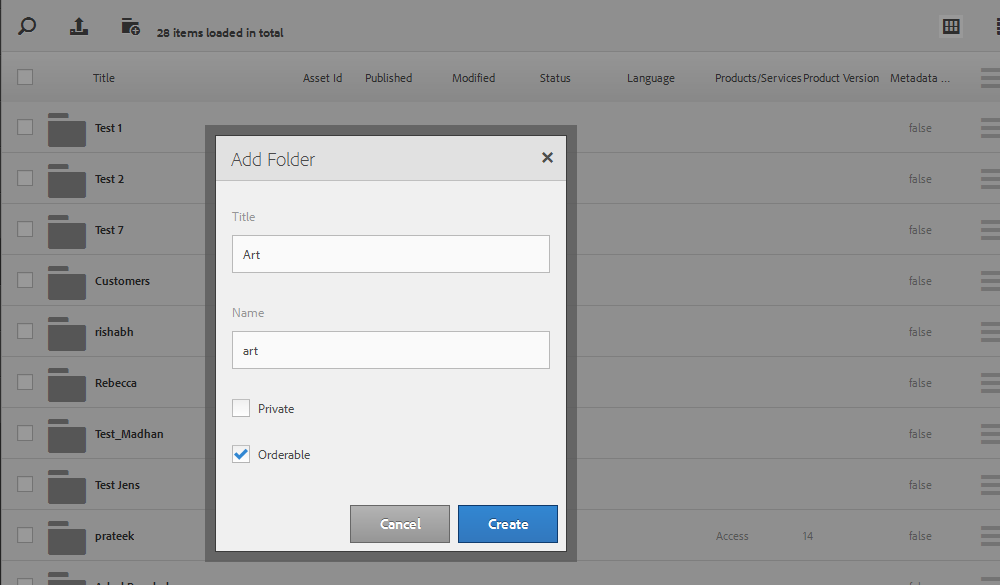 28 items loaded in total
Title Asset Id Published Modified Status Language Products/Services Product Version Metadata ...
Test 1 false
Test 2 false
Test 7 false
Customers false
rishabh false
Rebecca false
Test_Madhan false
Test Jens false
prateek Access 14 false
Add Folder
Title
Art
Name
art
Private
Orderable
Cancel Create